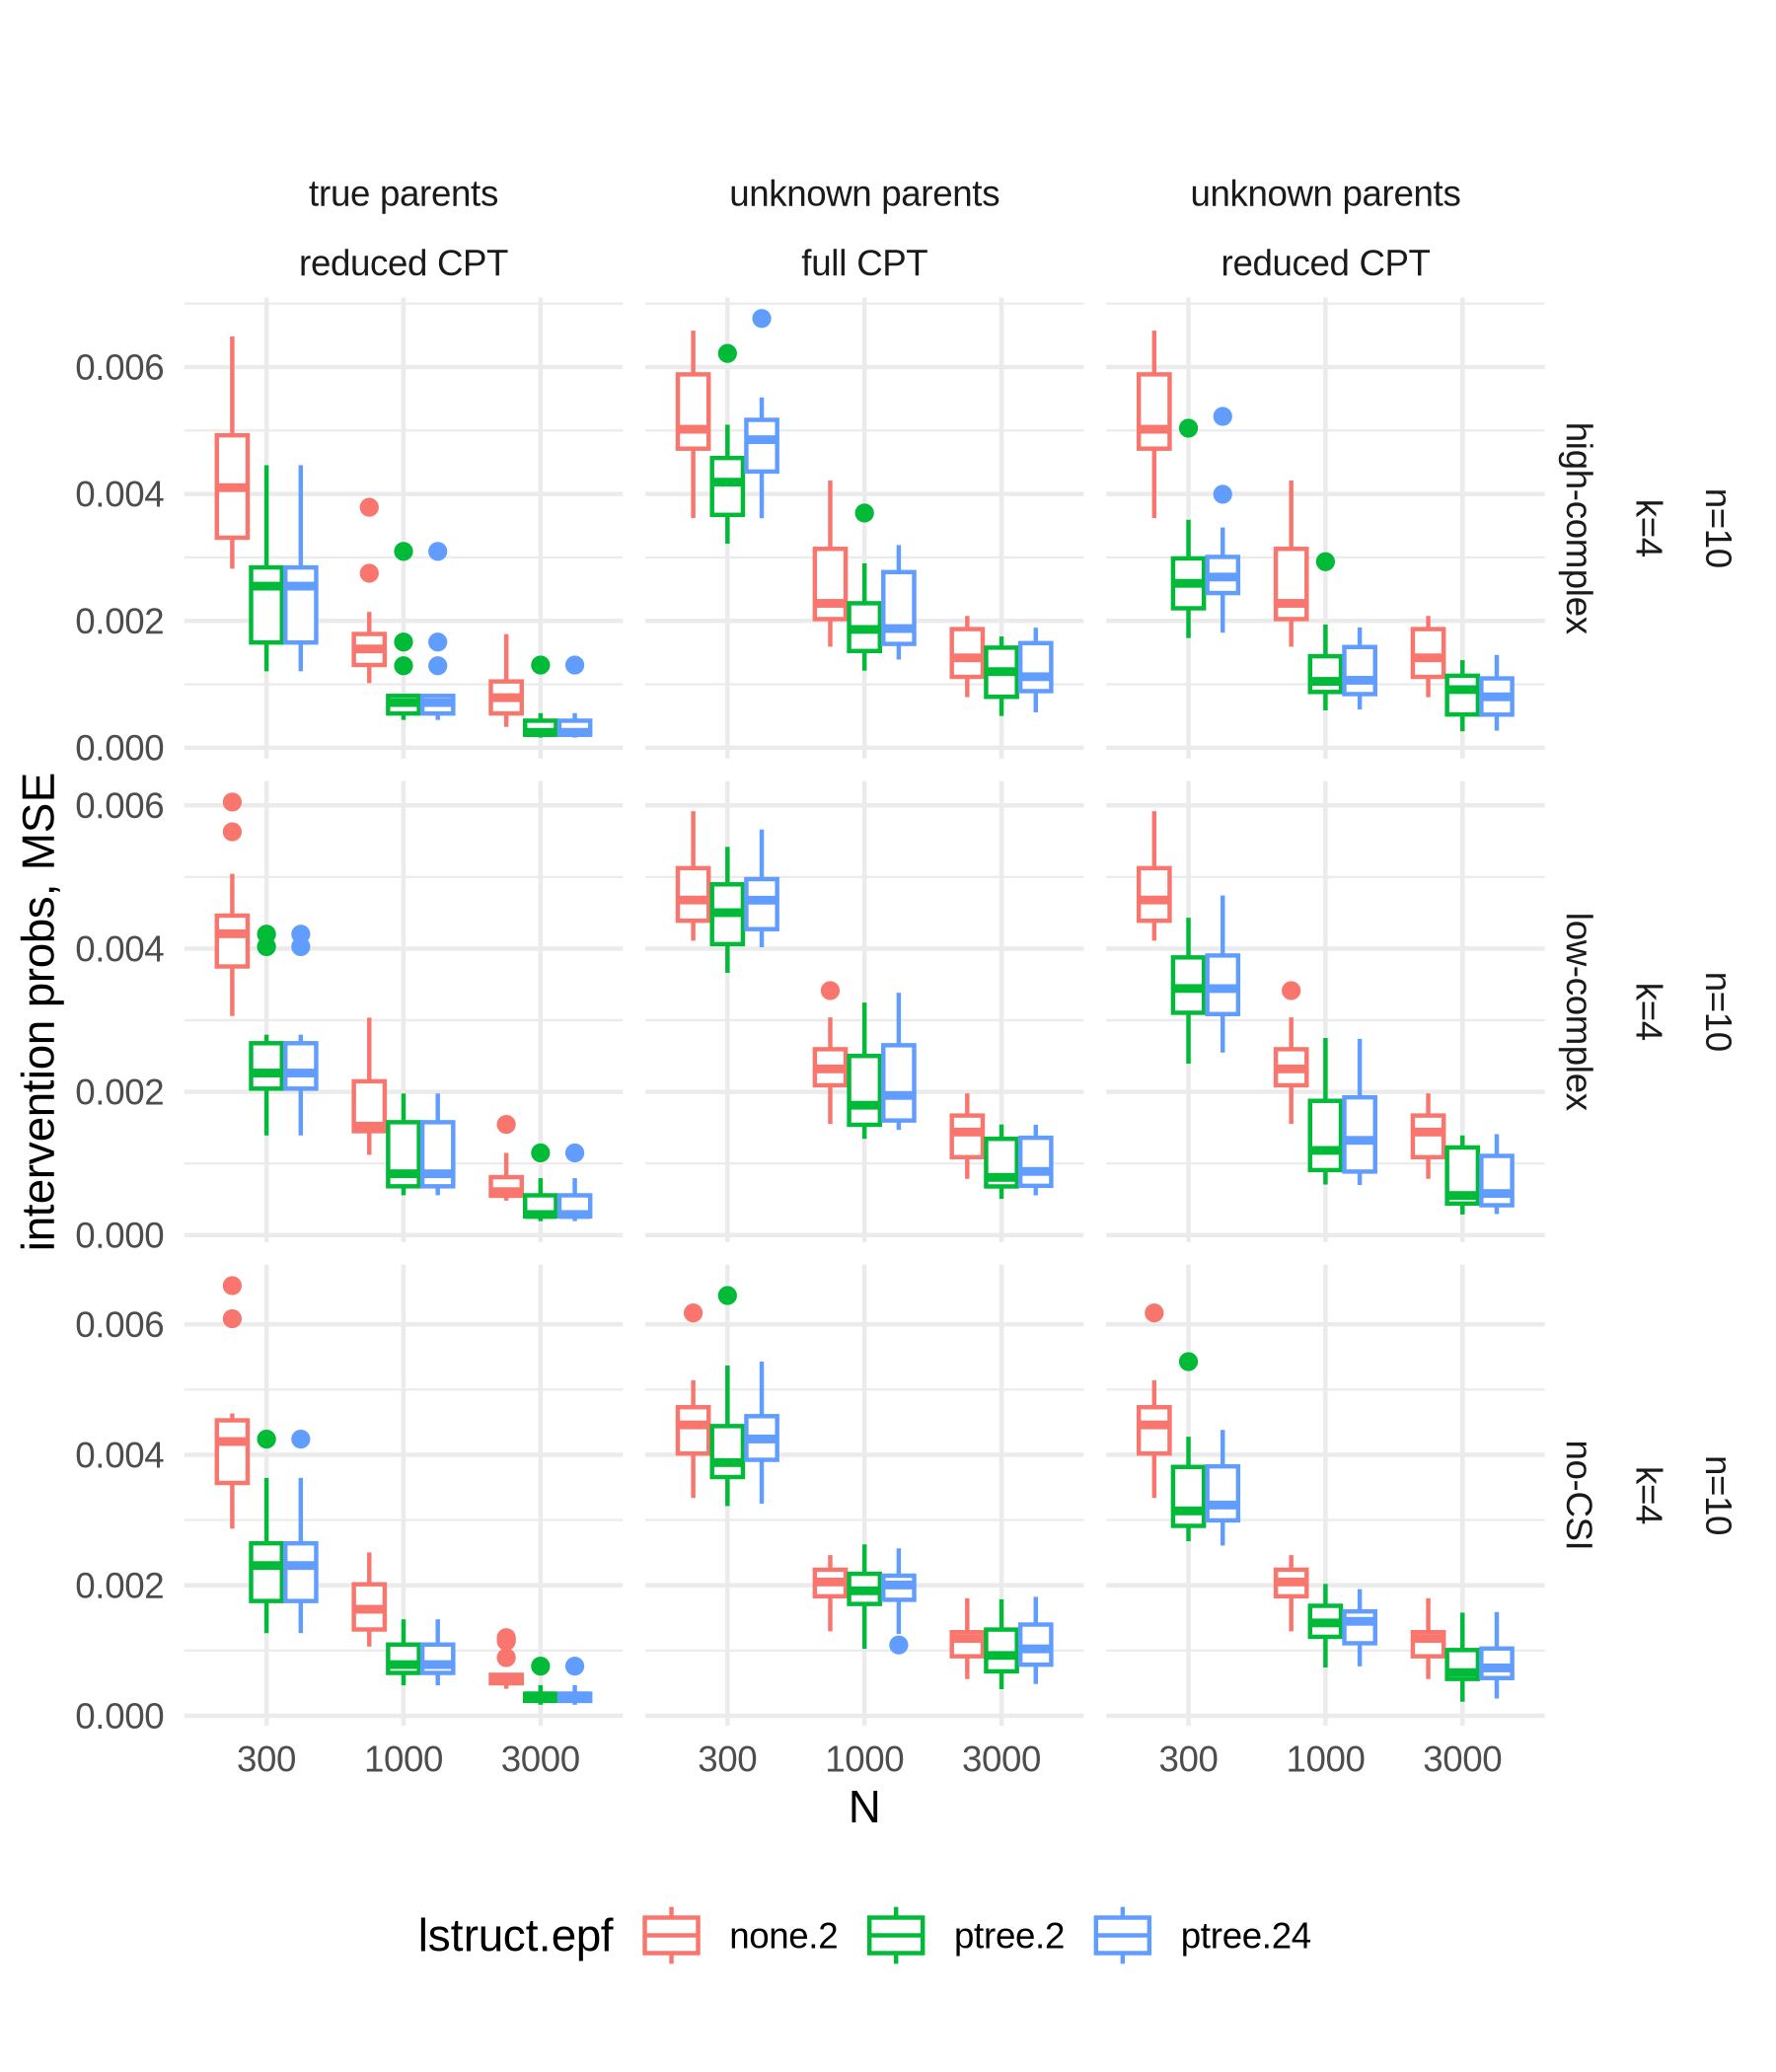 true parents
unknown parents
unknown parents
reduced CPT
full CPT
reduced CPT
0.006
0.004
0.002
0.000
high-complex
k=4
n=10
0.006
0.004
0.002
0.000
low-complex
k=4
n=10
0.006
0.004
0.002
0.000
no-CSI
k=4
n=10
intervention probs, MSE
300
1000
3000
300
1000
3000
300
1000
3000
N
lstruct.epf
none.2
ptree.2
ptree.24